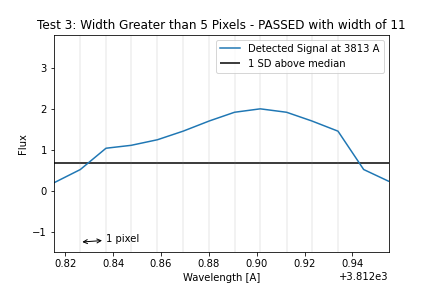 Test 3: Width Greater than 5 Pixels - PASSED with width of 11
Detected Signal at 3813 A
1 SD above median
Flux
3
2
1
0
−1
1 pixel
0.82 0.84 0.86 0.88 0.90 0.92 0.94
Wavelength [A]
+3.812e3